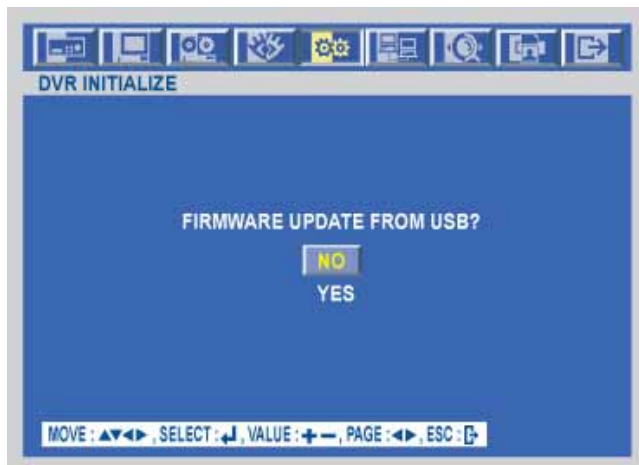 DVR INITIALIZE
FIRMWARE UPDATE FROM USB?
NO
YES
MOVE : ▲▼◀▶ , SELECT : ↵ , VALUE : + − , PAGE : ◀▶ , ESC :